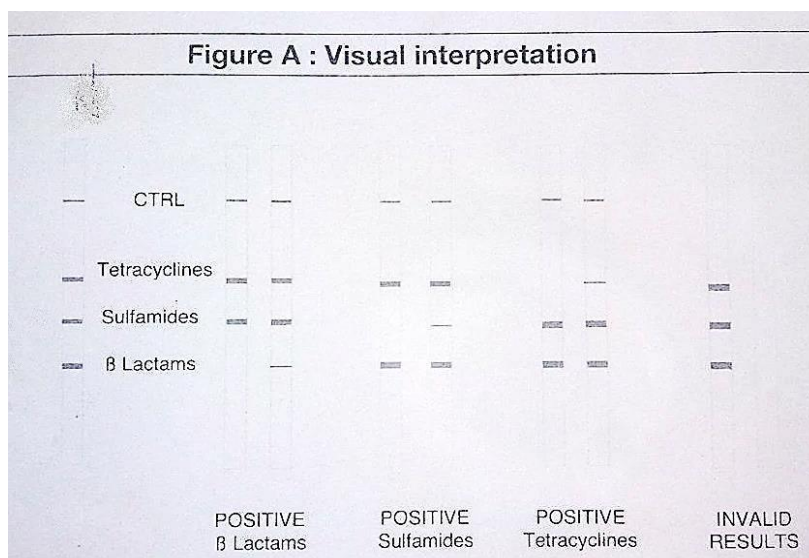 Figure A : Visual interpretation
CTRL
Tetracyclines
Sulfamides
ß Lactams
POSITIVE
ß Lactams
POSITIVE
Sulfamides
POSITIVE
Tetracyclines
INVALID
RESULTS